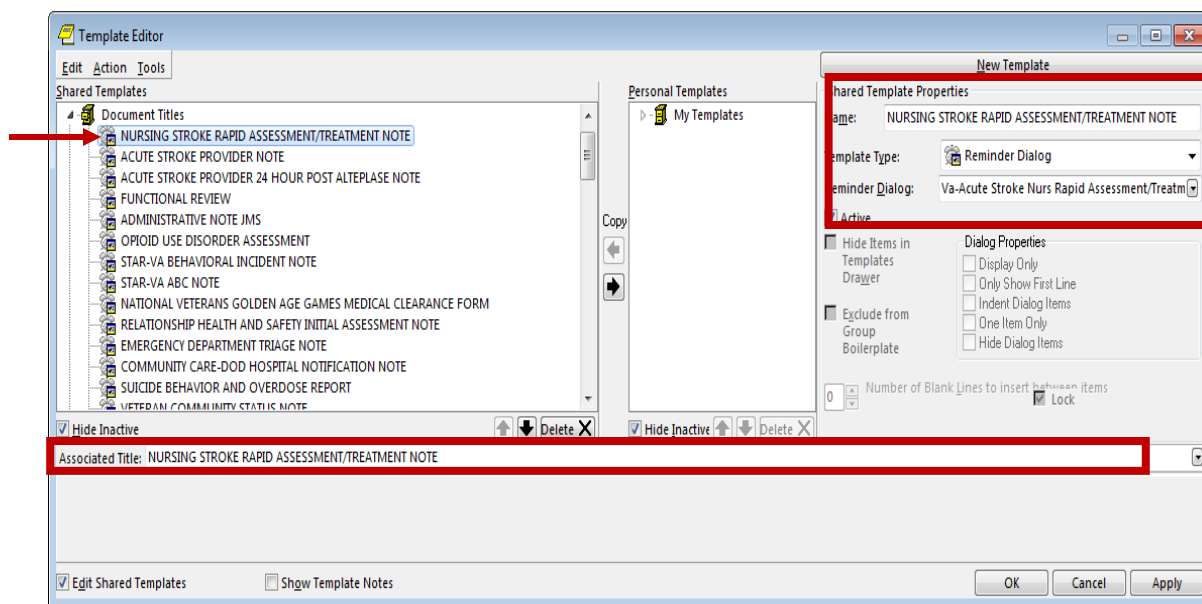 Template Editor
Edit Action Tools
New Template
Shared Templates
Document Titles
NURSING STROKE RAPID ASSESSMENT/TREATMENT NOTE
ACUTE STROKE PROVIDER NOTE
ACUTE STROKE PROVIDER 24 HOUR POST ALTEPLASE NOTE
FUNCTIONAL REVIEW
ADMINISTRATIVE NOTE JMS
OPIOID USE DISORDER ASSESSMENT
STAR-VA BEHAVIORAL INCIDENT NOTE
STAR-VA ABC NOTE
NATIONAL VETERANS GOLDEN AGE GAMES MEDICAL CLEARANCE FORM
RELATIONSHIP HEALTH AND SAFETY INITIAL ASSESSMENT NOTE
EMERGENCY DEPARTMENT TRIAGE NOTE
COMMUNITY CARE-DOD HOSPITAL NOTIFICATION NOTE
SUICIDE BEHAVIOR AND OVERDOSE REPORT
VETERAN COMMUNITY STATUS NOTE
Hide Inactive
Delete
Copy
Personal Templates
My Templates
Hide Inactive
Delete
Shared Template Properties
Name: NURSING STROKE RAPID ASSESSMENT/TREATMENT NOTE
Template Type: Reminder Dialog
Reminder Dialog: Va-Acute Stroke Nurs Rapid Assessment/Treatm
Active
Hide Items in
Templates
Drawer
Exclude from
Group
Boilerplate
Dialog Properties
Display Only
Only Show First Line
Indent Dialog Items
One Item Only
Hide Dialog Items
0 Number of Blank Lines to insert between items
Lock
Associated Title: NURSING STROKE RAPID ASSESSMENT/TREATMENT NOTE
Edit Shared Templates
Show Template Notes
OK Cancel Apply